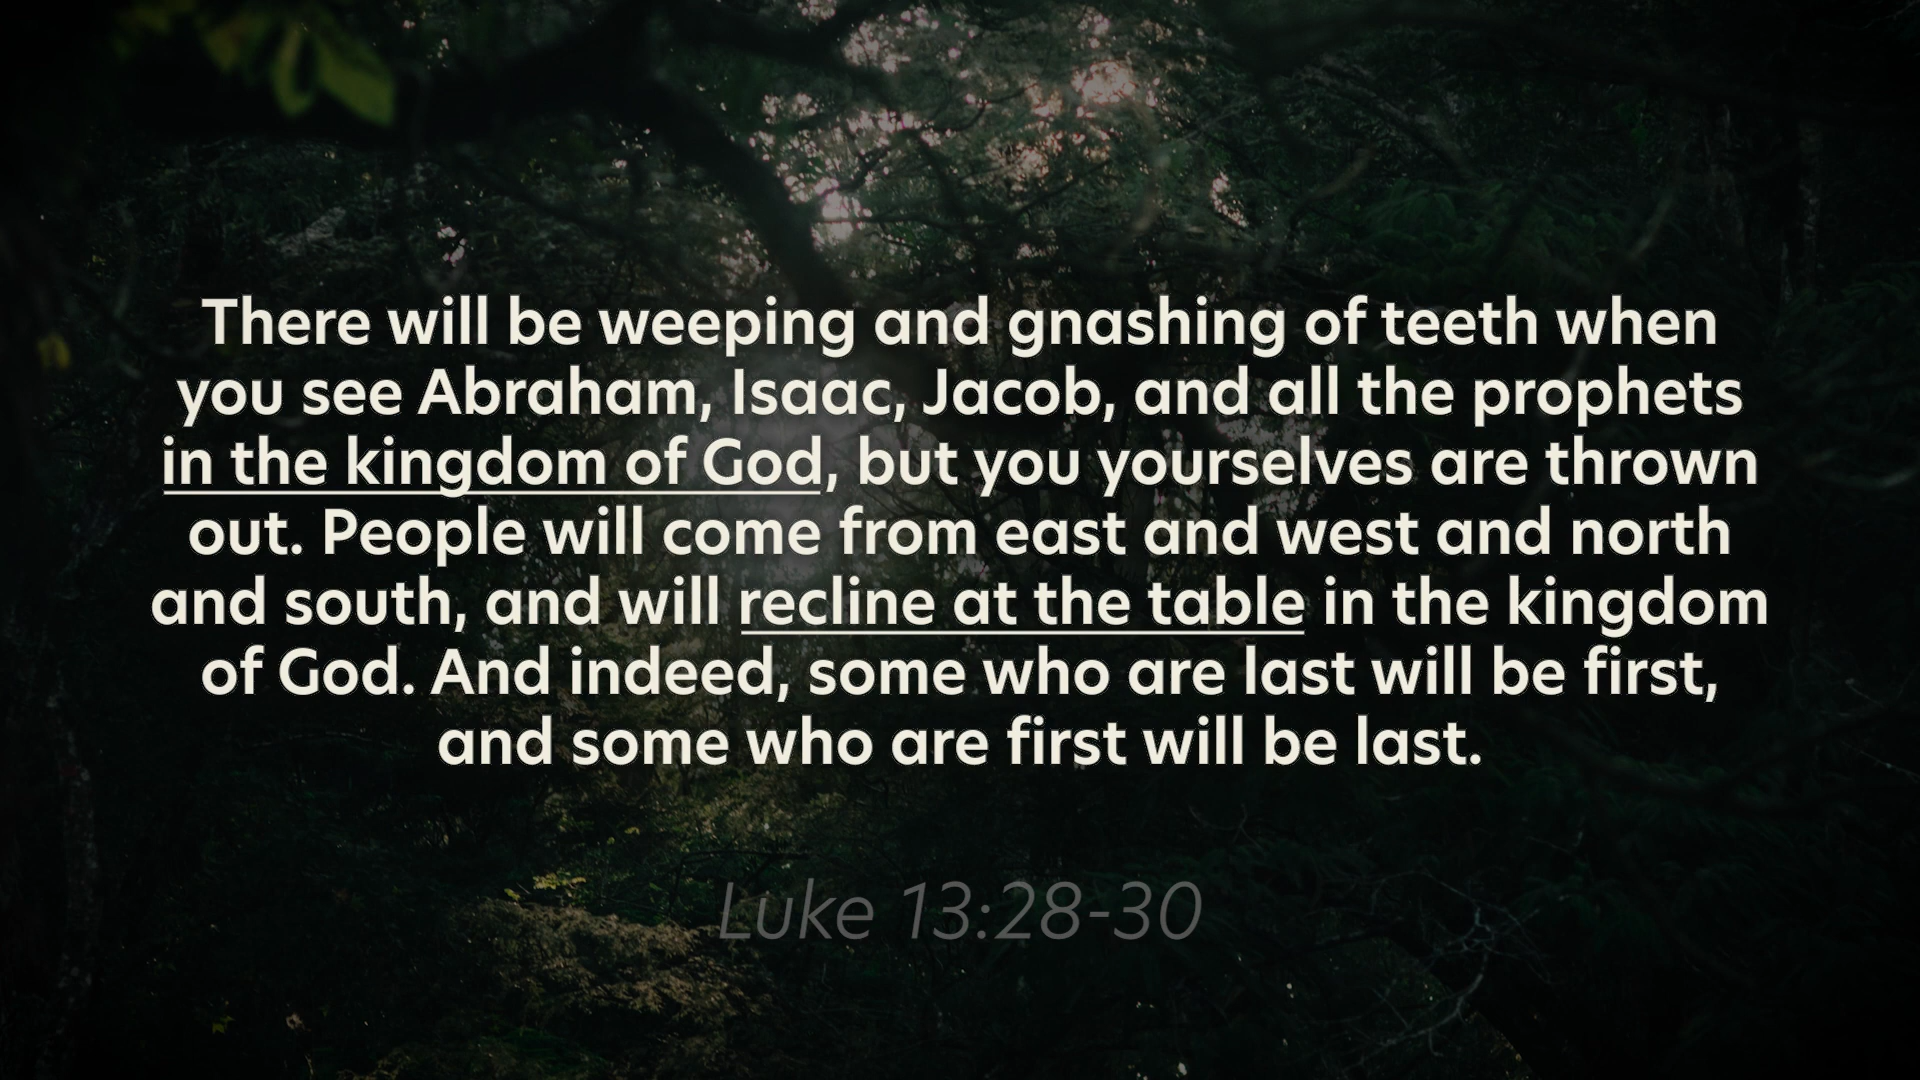 There will be weeping and gnashing of teeth when
you see Abraham, Isaac, Jacob, and all the prophets
in the kingdom of God, but you yourselves are thrown
out. People will come from east and west and north
and south, and will recline at the table in the kingdom
of God. And indeed, some who are last will be first,
and some who are first will be last.
Luke 13:28-30